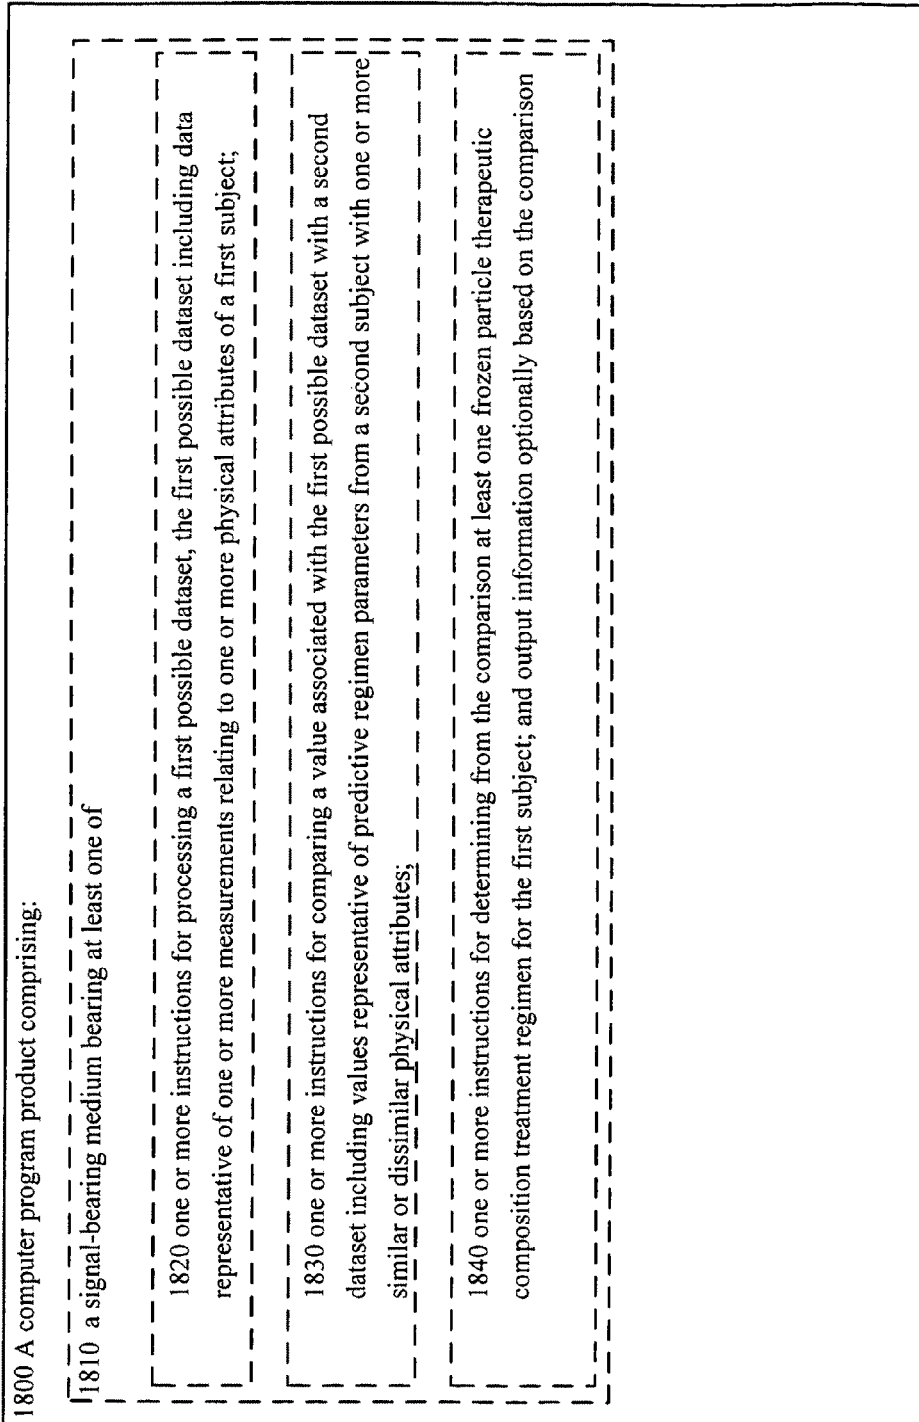 1800 A computer program product comprising:
1810 a signal-bearing medium bearing at least one of
1820 one or more instructions for processing a first possible dataset, the first possible dataset including data
representative of one or more measurements relating to one or more physical attributes of a first subject;
1830 one or more instructions for comparing a value associated with the first possible dataset with a second
dataset including values representative of predictive regimen parameters from a second subject with one or more
similar or dissimilar physical attributes;
1840 one or more instructions for determining from the comparison at least one frozen particle therapeutic
composition treatment regimen for the first subject; and output information optionally based on the comparison